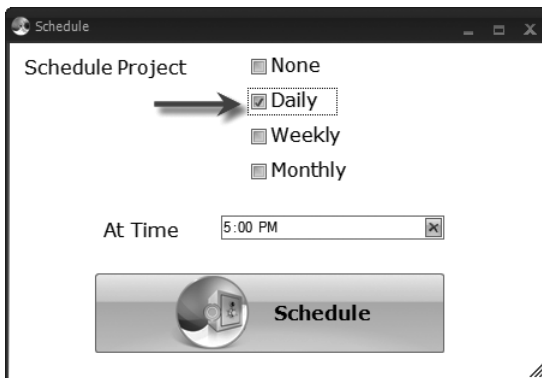 Schedule
Schedule Project
None
Daily
Weekly
Monthly
At Time
5:00 PM
Schedule